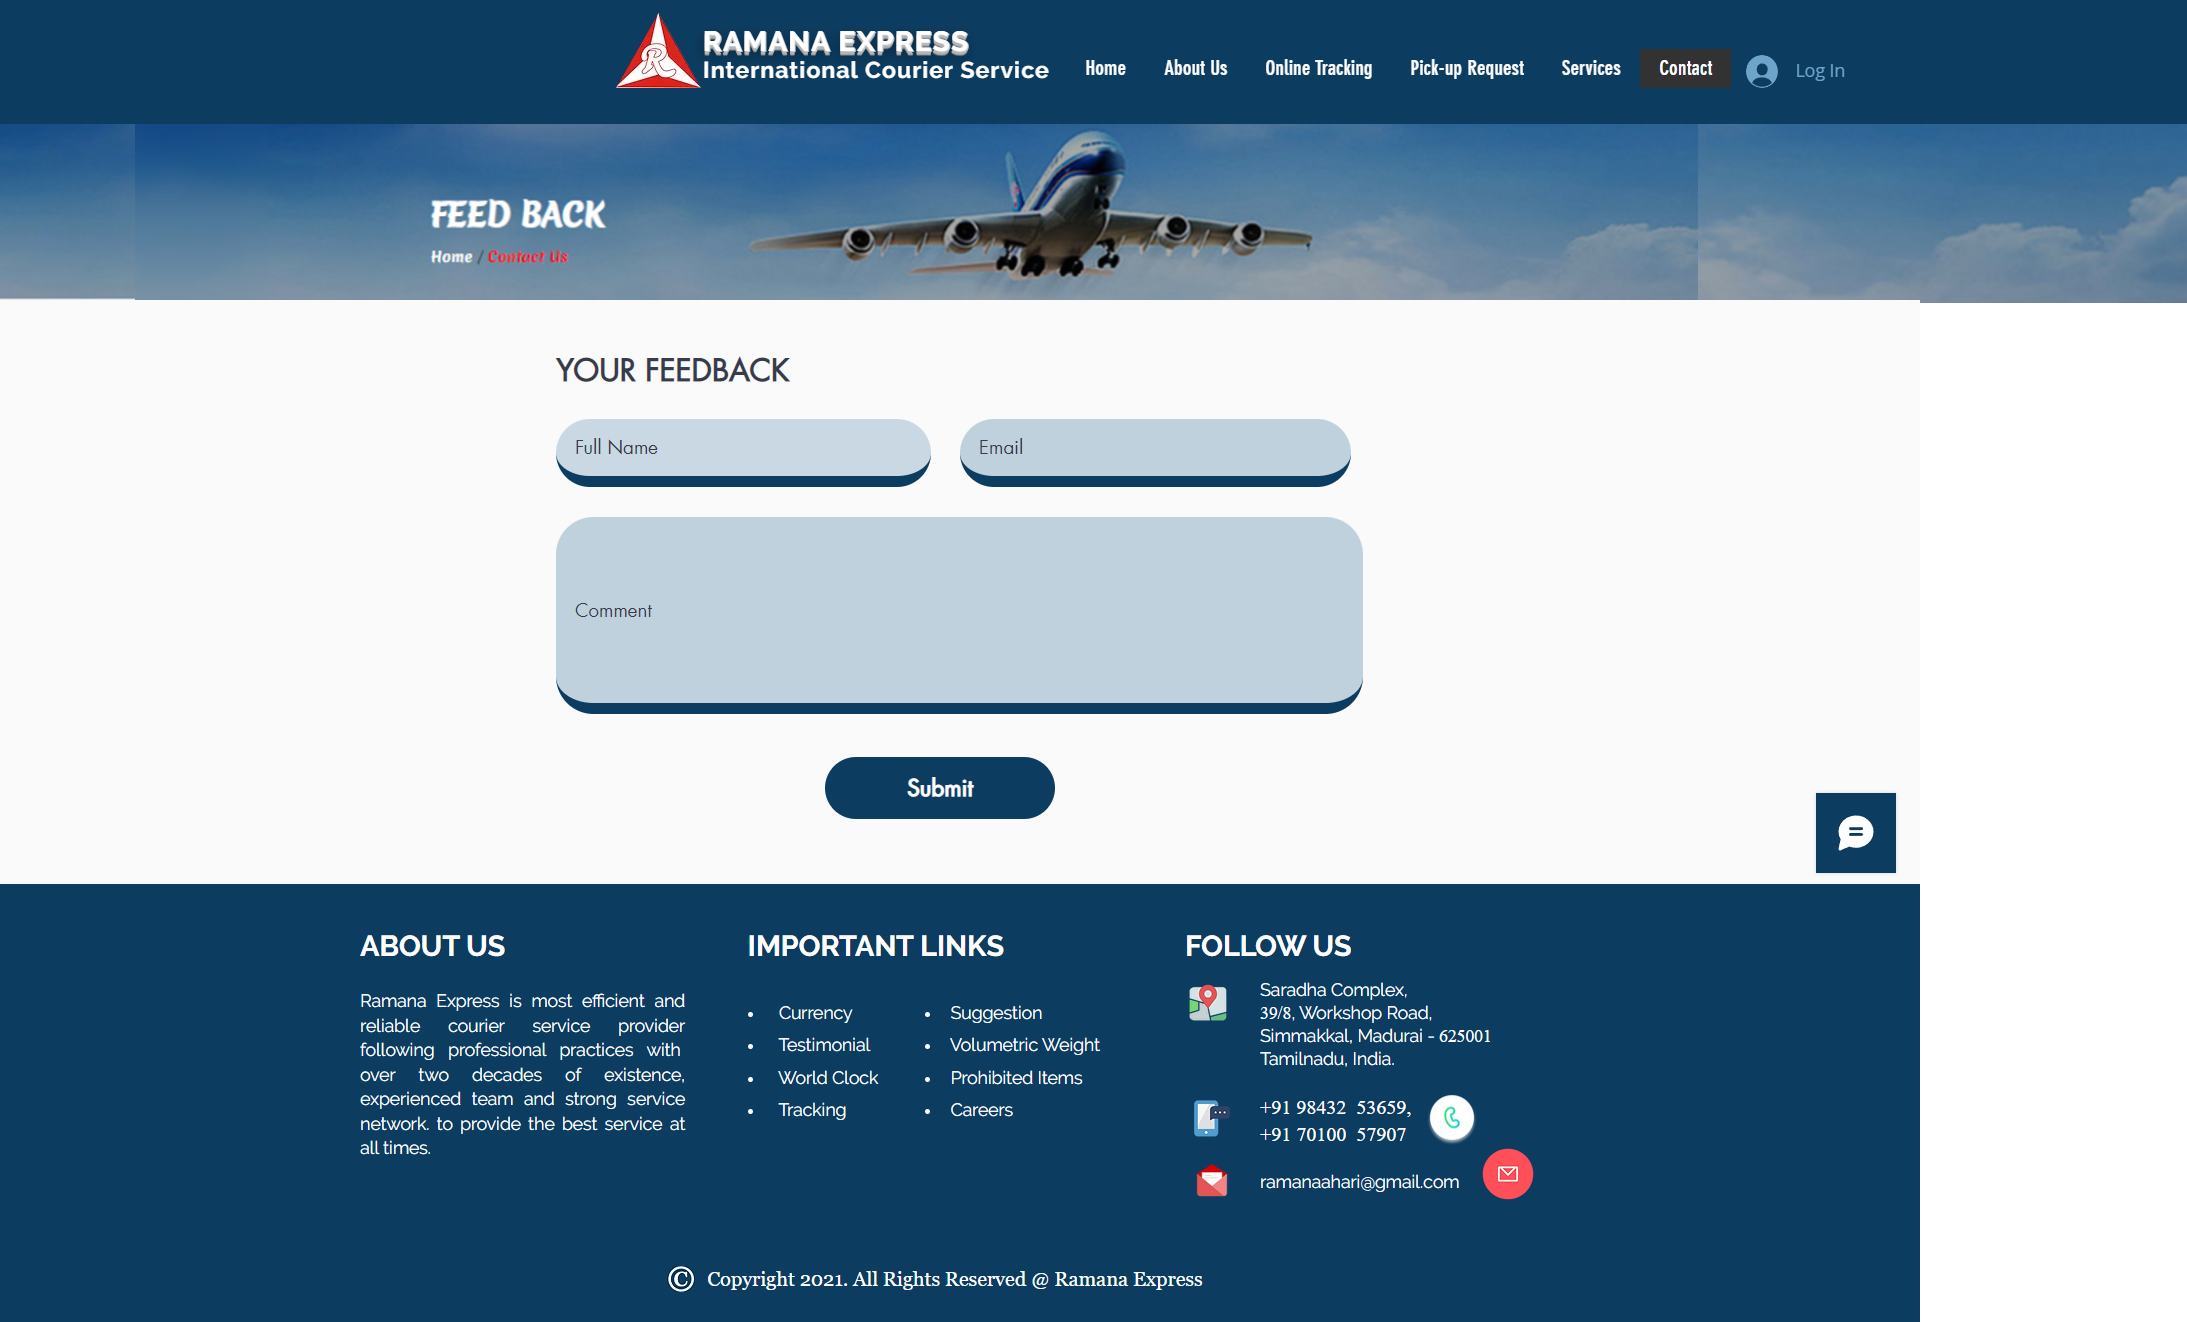 RAMANA EXPRESS
International Courier Service
Home
About Us
Online Tracking
Pick-up Request
Services
Contact
Log In
FEED BACK
Home / Contact Us
YOUR FEEDBACK
Full Name
Email
Comment
Submit
ABOUT US
Ramana Express is most efficient and
reliable courier service provider
following professional practices with
over two decades of existence,
experienced team and strong service
network. to provide the best service at
all times.
IMPORTANT LINKS
• Currency
• Testimonial
• World Clock
• Tracking
• Suggestion
• Volumetric Weight
• Prohibited Items
• Careers
FOLLOW US
Saradha Complex,
39/8, Workshop Road,
Simmakkal, Madurai - 625001
Tamilnadu, India.
+91 98432 53659,
+91 70100 57907
ramanaahari@gmail.com
© Copyright 2021. All Rights Reserved @ Ramana Express